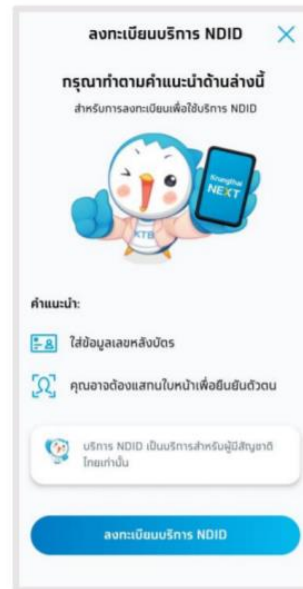 ลงทะเบียนบริการ NDID
กรุณาทำตามคำแนะนำด้านล่างนี้
สำหรับการลงทะเบียนเพื่อใช้บริการ NDID
Krungthai
NEXT
KTB
คำแนะนำ:
ใส่ข้อมูลเลขหลังบัตร
คุณอาจต้องสแกนใบหน้าเพื่อยืนยันตัวตน
บริการ NDID เป็นบริการสำหรับผู้มีสัญชาติ
ไทยเท่านั้น
ลงทะเบียนบริการ NDID